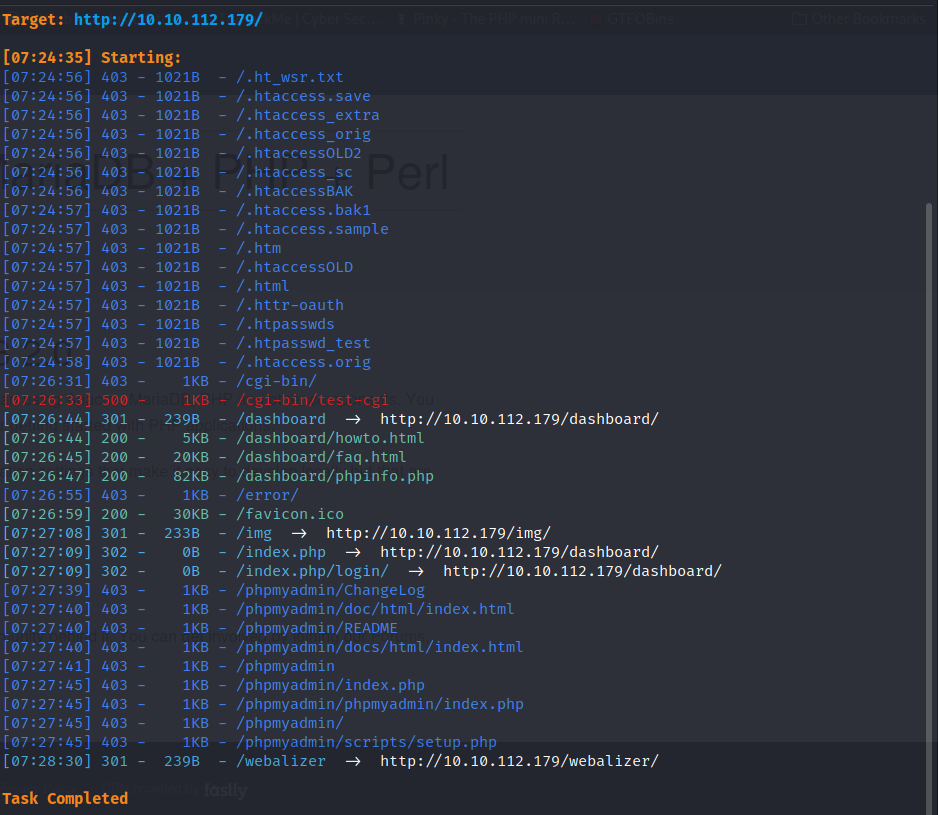 Target: http://10.10.112.179/
kMe | Cyber Sec... Pinky - The PHP mini R... GTFOBins Other Bookmarks
[07:24:35] Starting:
[07:24:56] 403 - 1021B - /.ht_wsr.txt
[07:24:56] 403 - 1021B - /.htaccess.save
[07:24:56] 403 - 1021B - /.htaccess_extra
[07:24:56] 403 - 1021B - /.htaccess_orig
[07:24:56] 403 - 1021B - /.htaccessOLD2
[07:24:56] 403 - 1021B - /.htaccess_sc
[07:24:56] 403 - 1021B - /.htaccessBAK
riaDB + PHP + Perl
[07:24:57] 403 - 1021B - /.htaccess.bak1
[07:24:57] 403 - 1021B - /.htaccess.sample
[07:24:57] 403 - 1021B - /.htm
[07:24:57] 403 - 1021B - /.htaccessOLD
[07:24:57] 403 - 1021B - /.html
[07:24:57] 403 - 1021B - /.httr-oauth
[07:24:57] 403 - 1021B - /.htpasswds
[07:24:57] 403 - 1021B - /.htpasswd_test
[07:24:58] 403 - 1021B - /.htaccess.orig
[07:26:31] 403 - 1KB - /cgi-bin/
[07:26:33] 500 - 1KB - /cgi-bin/test-cgi
[07:26:44] 301 - 239B - /dashboard → http://10.10.112.179/dashboard/
[07:26:44] 200 - 5KB - /dashboard/howto.html
[07:26:45] 200 - 20KB - /dashboard/faq.html
[07:26:47] 200 - 82KB - /dashboard/phpinfo.php
[07:26:55] 403 - 1KB - /error/
[07:26:59] 200 - 30KB - /favicon.ico
[07:27:08] 301 - 233B - /img → http://10.10.112.179/img/
[07:27:09] 302 - 0B - /index.php → http://10.10.112.179/dashboard/
[07:27:09] 302 - 0B - /index.php/login/ → http://10.10.112.179/dashboard/
[07:27:39] 403 - 1KB - /phpmyadmin/ChangeLog
[07:27:40] 403 - 1KB - /phpmyadmin/doc/html/index.html
[07:27:40] 403 - 1KB - /phpmyadmin/README
[07:27:40] 403 - 1KB - /phpmyadmin/docs/html/index.html
[07:27:41] 403 - 1KB - /phpmyadmin
[07:27:45] 403 - 1KB - /phpmyadmin/index.php
[07:27:45] 403 - 1KB - /phpmyadmin/phpmyadmin/index.php
[07:27:45] 403 - 1KB - /phpmyadmin/
[07:27:45] 403 - 1KB - /phpmyadmin/scripts/setup.php
[07:28:30] 301 - 239B - /webalizer → http://10.10.112.179/webalizer/
fastly
Task Completed